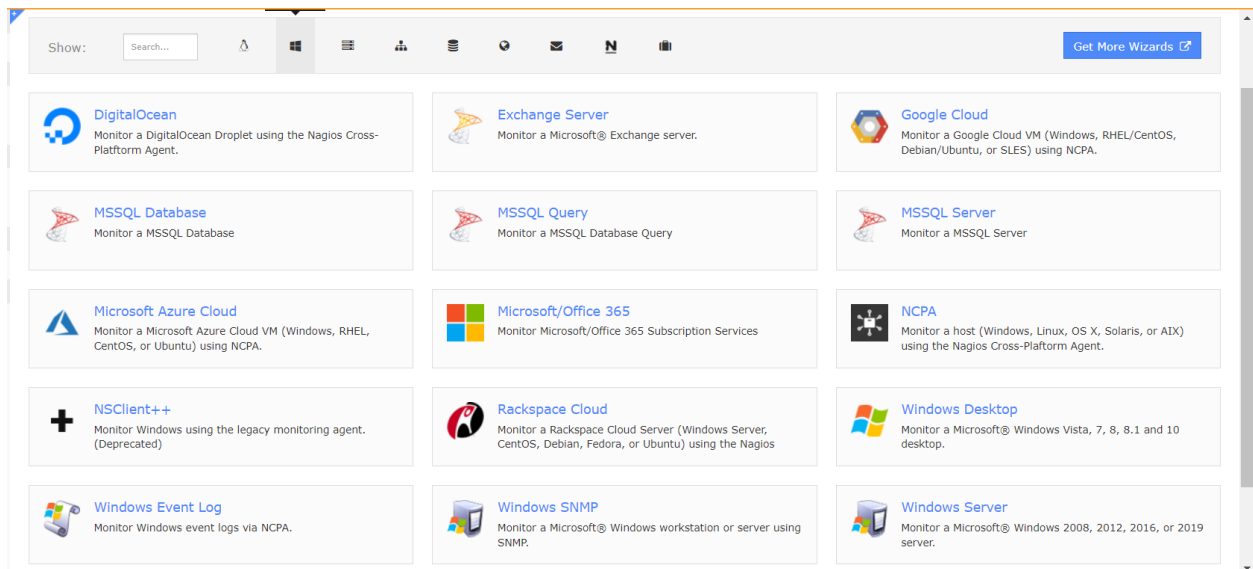 Show:
Search...
N
Get More Wizards
DigitalOcean
Monitor a DigitalOcean Droplet using the Nagios Cross-
Platftorm Agent.
Exchange Server
Monitor a Microsoft® Exchange server.
Google Cloud
Monitor a Google Cloud VM (Windows, RHEL/CentOS,
Debian/Ubuntu, or SLES) using NCPA.
MSSQL Database
Monitor a MSSQL Database
MSSQL Query
Monitor a MSSQL Database Query
MSSQL Server
Monitor a MSSQL Server
Microsoft Azure Cloud
Monitor a Microsoft Azure Cloud VM (Windows, RHEL,
CentOS, or Ubuntu) using NCPA.
Microsoft/Office 365
Monitor Microsoft/Office 365 Subscription Services
NCPA
Monitor a host (Windows, Linux, OS X, Solaris, or AIX)
using the Nagios Cross-Plaftorm Agent.
NSClient++
Monitor Windows using the legacy monitoring agent.
(Deprecated)
Rackspace Cloud
Monitor a Rackspace Cloud Server (Windows Server,
CentOS, Debian, Fedora, or Ubuntu) using the Nagios
Windows Desktop
Monitor a Microsoft® Windows Vista, 7, 8, 8.1 and 10
desktop.
Windows Event Log
Monitor Windows event logs via NCPA.
Windows SNMP
Monitor a Microsoft® Windows workstation or server using
SNMP.
Windows Server
Monitor a Microsoft® Windows 2008, 2012, 2016, or 2019
server.